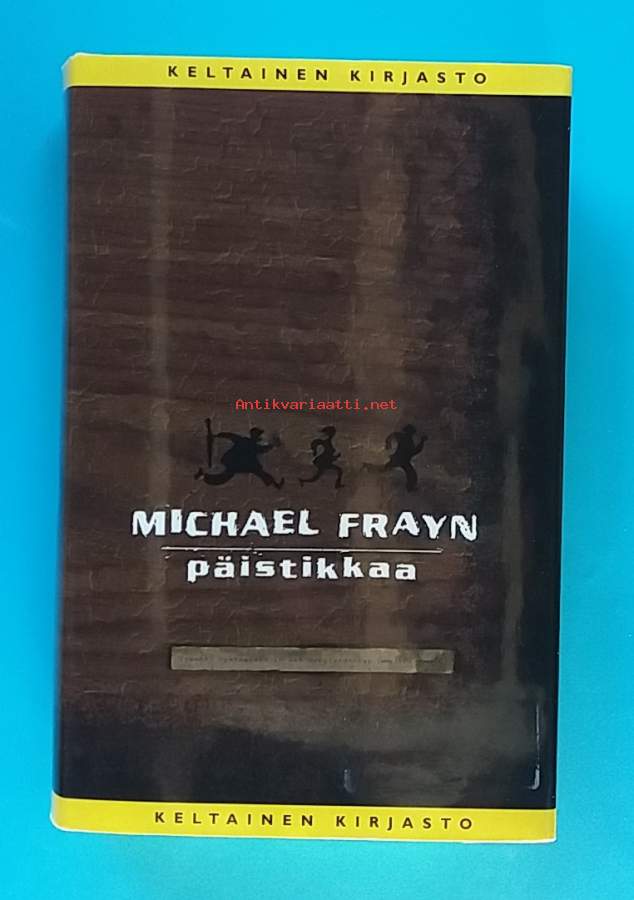 KELTAINEN KIRJASTO
Antikvariaatti.net
MICHAEL FRAYN
päistikkaa
KELTAINEN KIRJASTO